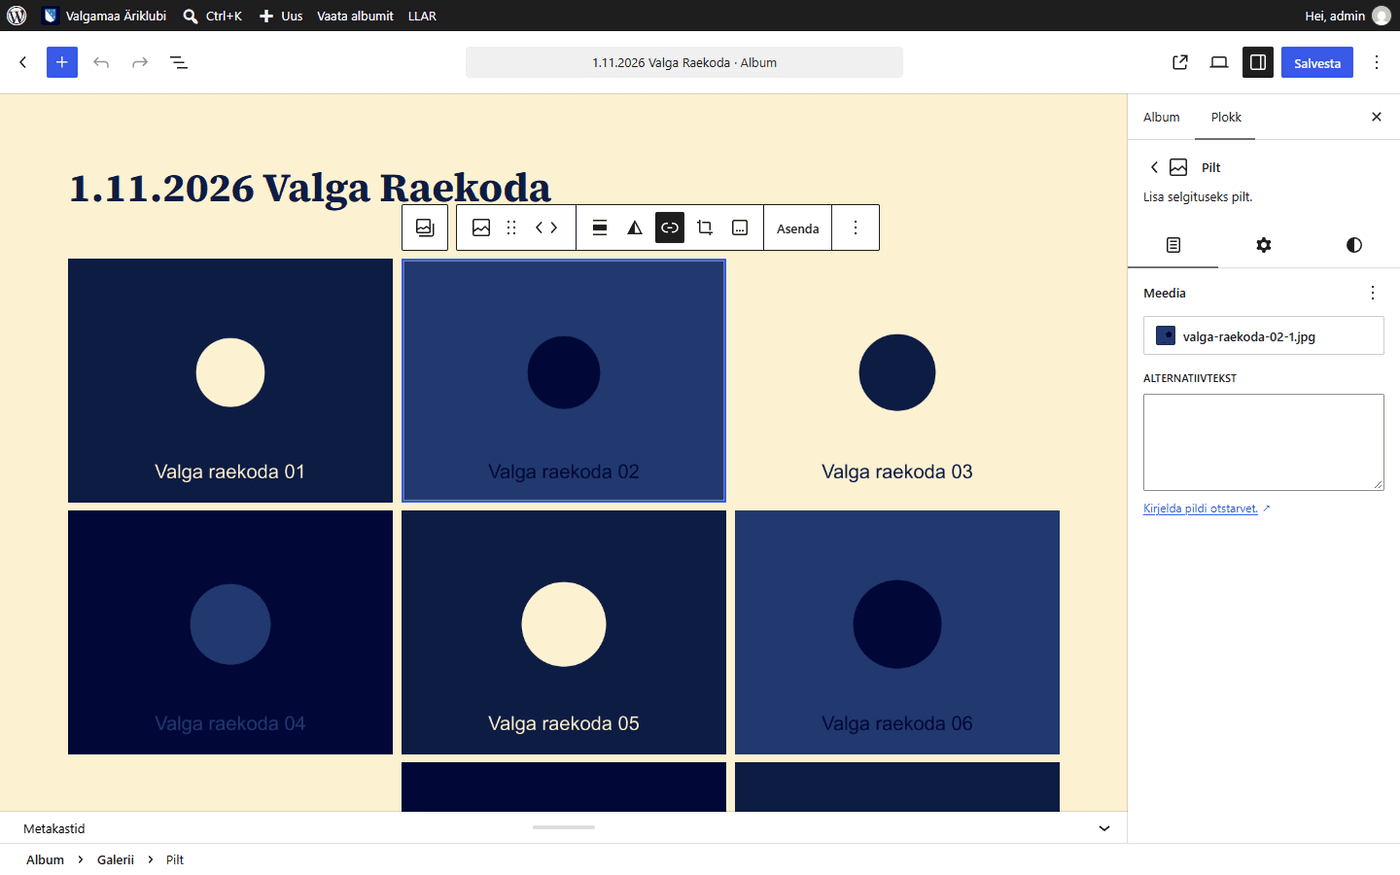 Valgamaa Äriklubi Ctrl+K Uus Vaata albumit LLAR Hei, admin
1.11.2026 Valga Raekoda · Album Salvesta
Album Plokk
1.11.2026 Valga Raekoda
Asenda
Pilt
Lisa selgituseks pilt.
Meedia
valga-raekoda-02-1.jpg
ALTERNATIIVTEKST
Kirjelda pildi otstarvet. ↗
Valga raekoda 01 Valga raekoda 02 Valga raekoda 03
Valga raekoda 04 Valga raekoda 05 Valga raekoda 06
Metakastid
Album Galerii Pilt